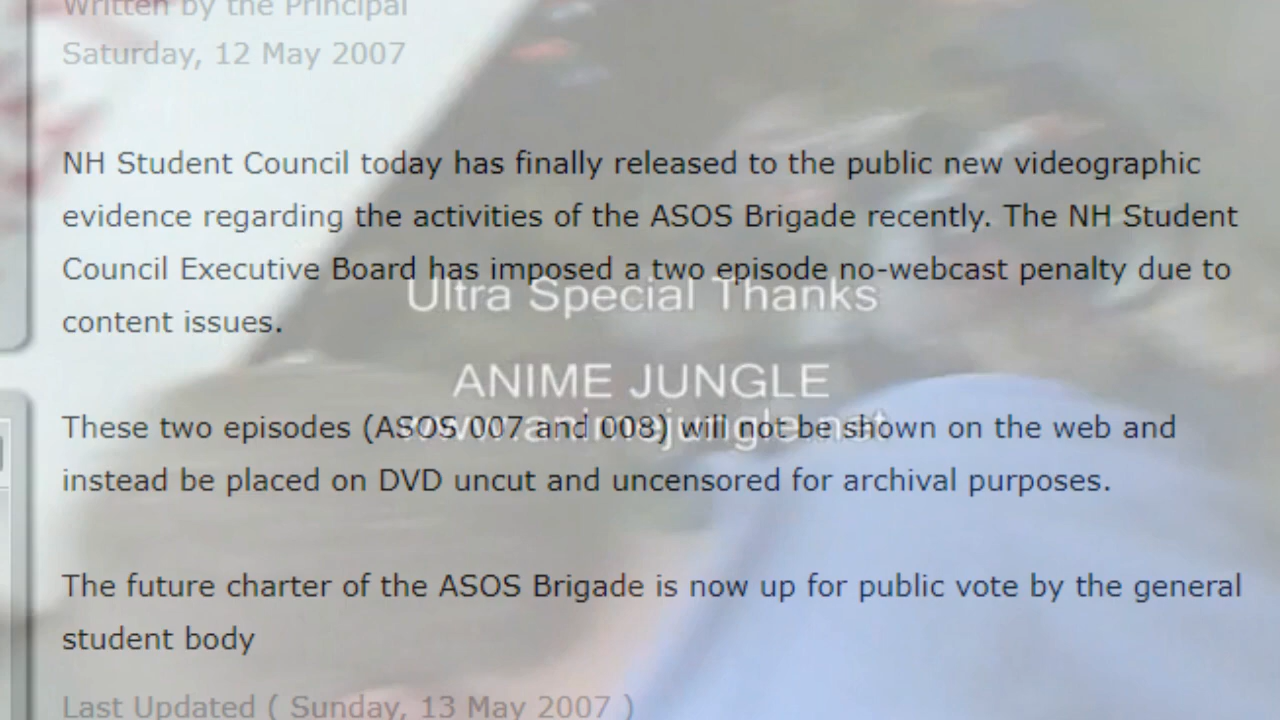 Written by the Principal
Saturday, 12 May 2007
NH Student Council today has finally released to the public new videographic
evidence regarding the activities of the ASOS Brigade recently. The NH Student
Council Executive Board has imposed a two episode no-webcast penalty due to
content issues.
Ultra Special Thanks
ANIME JUNGLE
www.animejungle.net
These two episodes (ASOS 007 and 008) will not be shown on the web and
instead be placed on DVD uncut and uncensored for archival purposes.
The future charter of the ASOS Brigade is now up for public vote by the general
student body
Last Updated ( Sunday, 13 May 2007 )